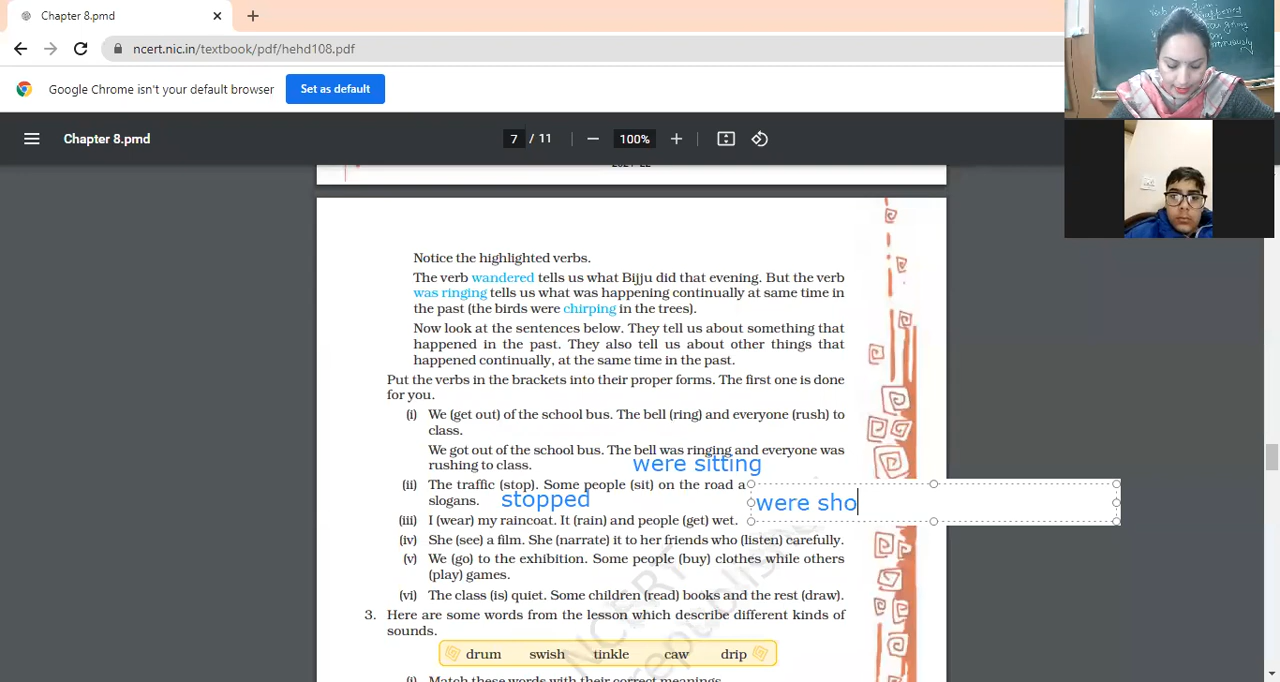 Chapter 8.pmd
ncert.nic.in/textbook/pdf/hehd108.pdf
Google Chrome isn't your default browser
Set as default
Chapter 8.pmd
7 / 11
100%
Notice the highlighted verbs.
The verb wandered tells us what Bijju did that evening. But the verb
was ringing tells us what was happening continually at same time in
the past (the birds were chirping in the trees).
Now look at the sentences below. They tell us about something that
happened in the past. They also tell us about other things that
happened continually, at the same time in the past.
Put the verbs in the brackets into their proper forms. The first one is done
for you.
(i) We (get out) of the school bus. The bell (ring) and everyone (rush) to
class.
We got out of the school bus. The bell was ringing and everyone was
rushing to class.
were sitting
(ii) The traffic (stop). Some people (sit) on the road a
slogans.
stopped
were sho
(iii) I (wear) my raincoat. It (rain) and people (get) wet.
(iv) She (see) a film. She (narrate) it to her friends who (listen) carefully.
(v) We (go) to the exhibition. Some people (buy) clothes while others
(play) games.
(vi) The class (is) quiet. Some children (read) books and the rest (draw).
3. Here are some words from the lesson which describe different kinds of
sounds.
drum swish tinkle caw drip
(i) Match these words with their correct meanings.
NCERT
republish